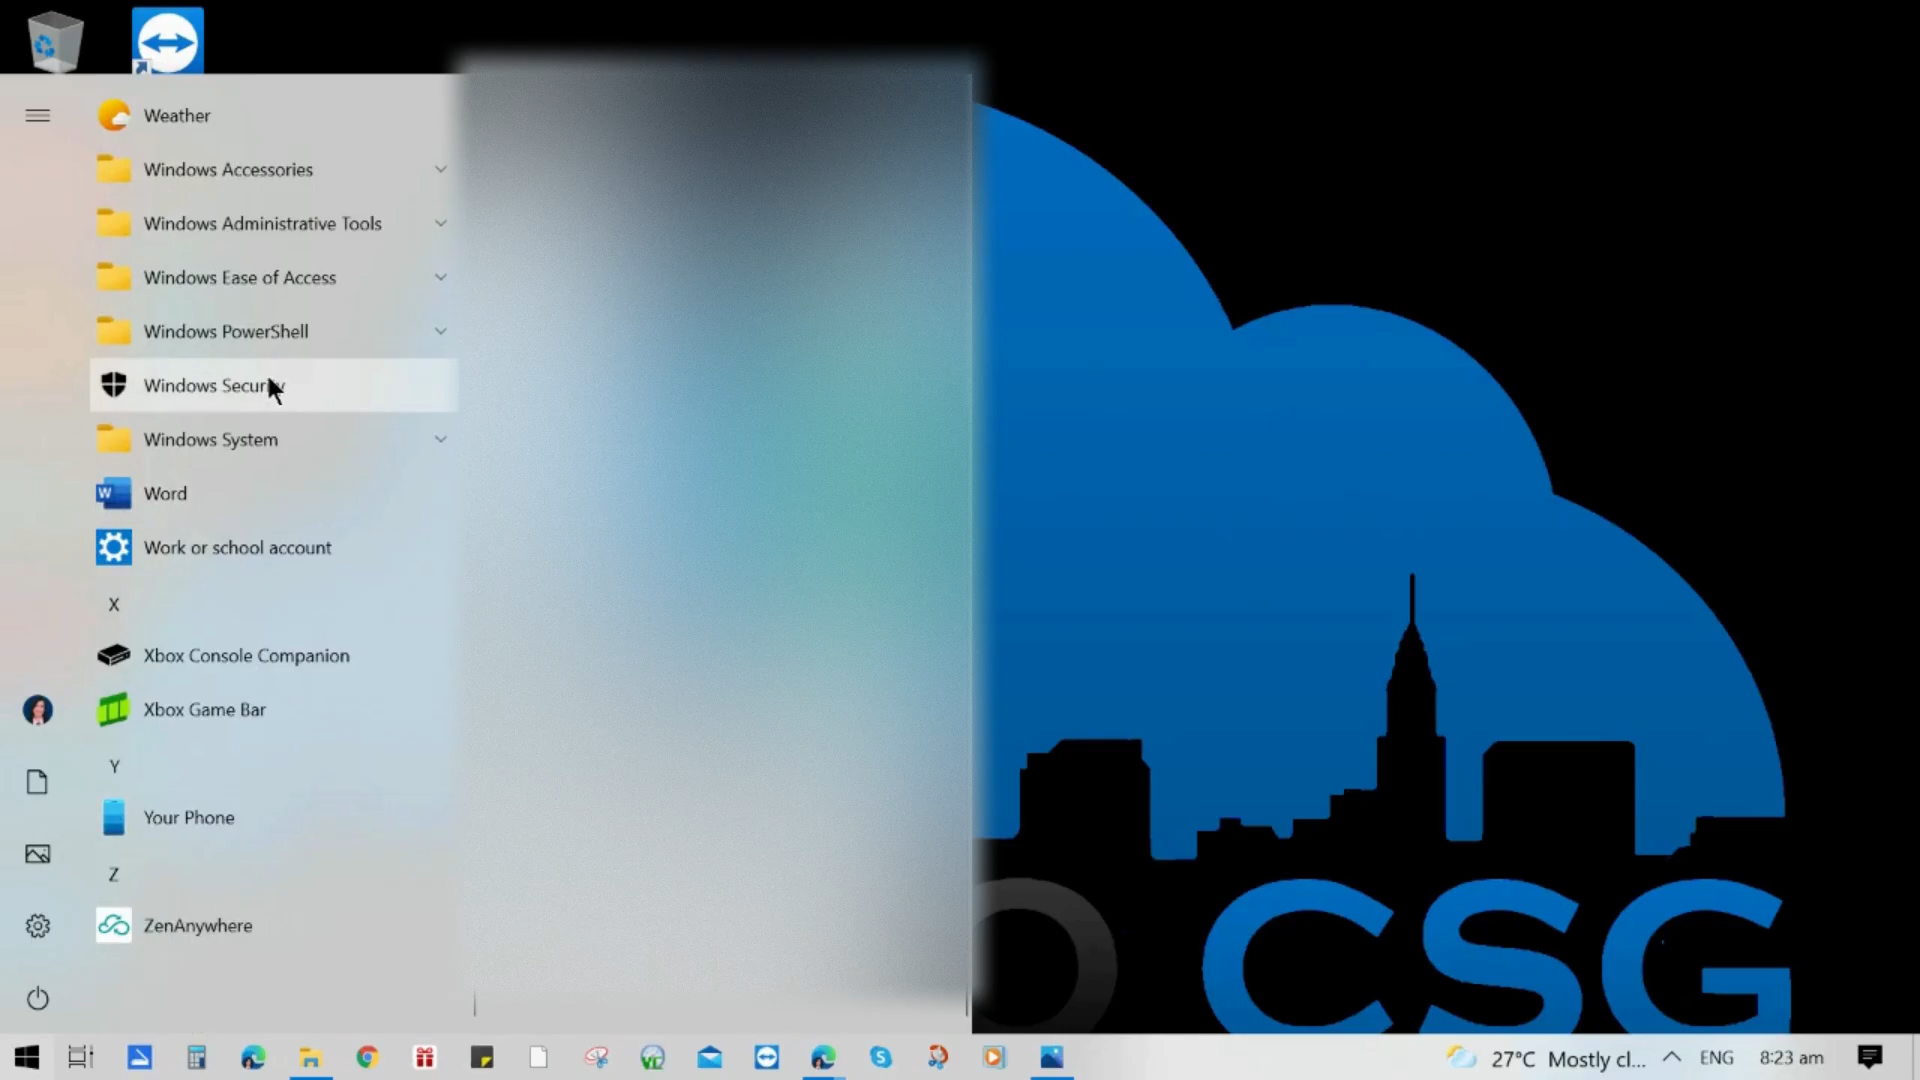 Weather
Windows Accessories
Windows Administrative Tools
Windows Ease of Access
Windows PowerShell
Windows Security
Windows System
Word
Work or school account
X
Xbox Console Companion
Xbox Game Bar
Y
Your Phone
Z
ZenAnywhere
O CSG
27°C Mostly cl... ENG 8:23 am